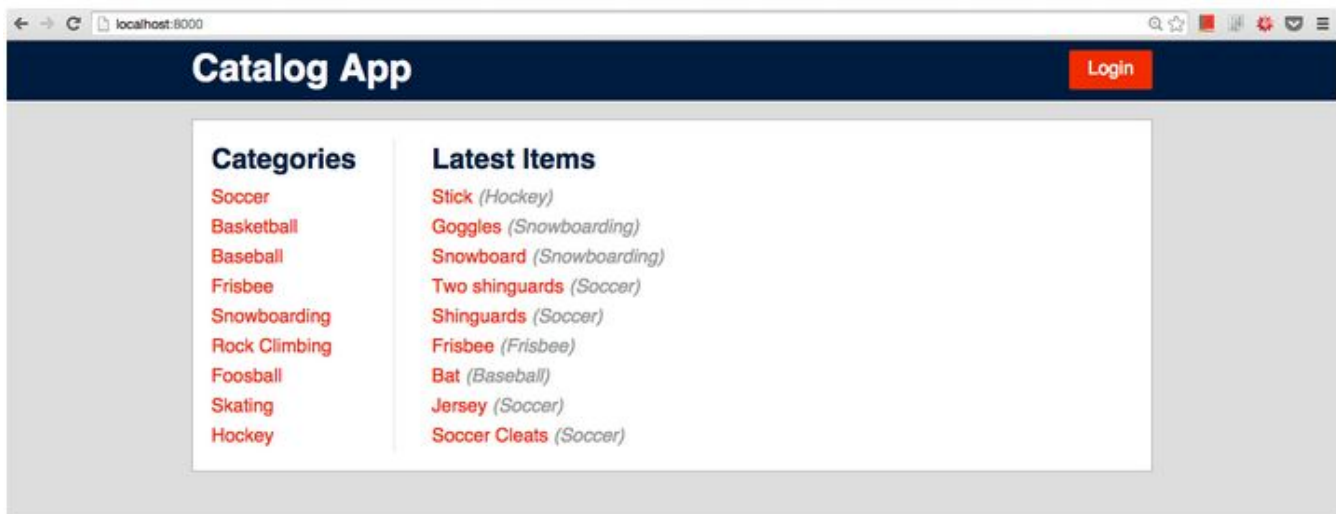 localhost:8000
Catalog App
Login
Categories
Soccer
Basketball
Baseball
Frisbee
Snowboarding
Rock Climbing
Foosball
Skating
Hockey
Latest Items
Stick (Hockey)
Goggles (Snowboarding)
Snowboard (Snowboarding)
Two shinguards (Soccer)
Shinguards (Soccer)
Frisbee (Frisbee)
Bat (Baseball)
Jersey (Soccer)
Soccer Cleats (Soccer)